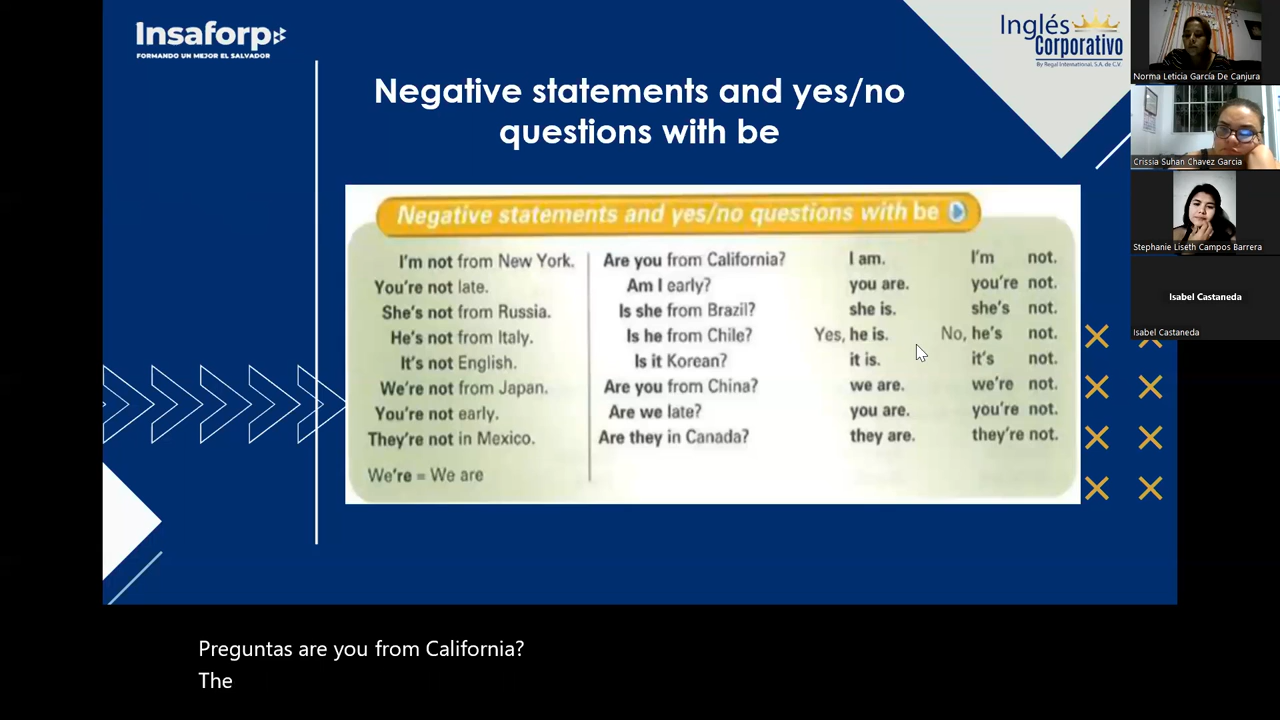 Insaforp
FORMANDO UN MEJOR EL SALVADOR
Inglés
Corporativo
By Regal International, S.A. de C.V.
Negative statements and yes/no
questions with be
Negative statements and yes/no questions with be
I'm not from New York. Are you from California? I am. I'm not.
You're not late. Am I early? you are. you're not.
She's not from Russia. Is she from Brazil? she is. she's not.
He's not from Italy. Is he from Chile? Yes, he is. No, he's not.
It's not English. Is it Korean? it is. it's not.
We're not from Japan. Are you from China? we are. we're not.
You're not early. Are we late? you are. you're not.
They're not in Mexico. Are they in Canada? they are. they're not.
We're = We are
Norma Leticia García De Canjura
Crissia Suhan Chavez Garcia
Stephanie Liseth Campos Barrera
Isabel Castaneda
Isabel Castaneda
Preguntas are you from California?
The